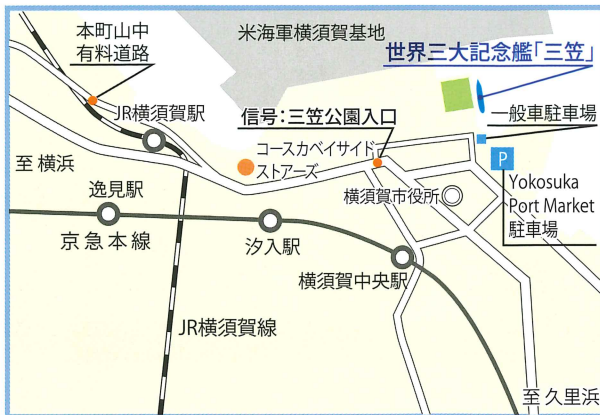 本町山中
有料道路
米海軍横須賀基地
世界三大記念艦「三笠」
JR横須賀駅
信号:三笠公園入口
一般車駐車場
コースカベイサイド
ストアーズ
至 横浜
P
逸見駅
横須賀市役所
Yokosuka
Port Market
駐車場
京急本線
汐入駅
横須賀中央駅
JR横須賀線
至 久里浜